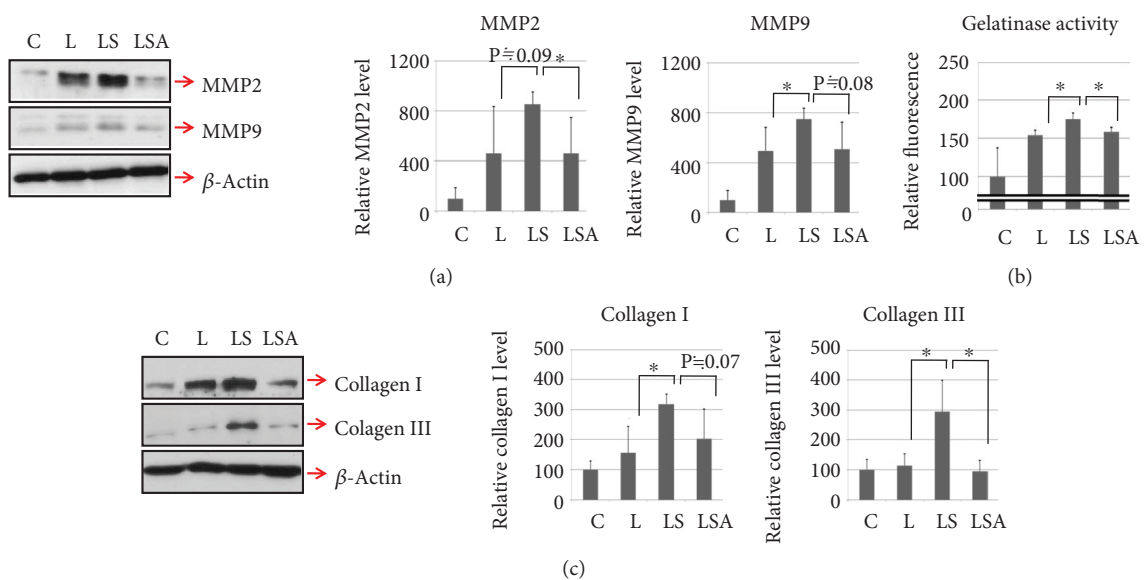 C L LS LSA
MMP2
MMP9
β-Actin
MMP2
Relative MMP2 level
1200
800
400
0
P≒0.09
*
C L LS LSA
MMP9
Relative MMP9 level
1200
800
400
0
*
P≒0.08
C L LS LSA
(a)
Gelatinase activity
Relative fluorescence
250
200
150
100
0
* *
C L LS LSA
(b)
C L LS LSA
Collagen I
Colagen III
β-Actin
Collagen I
Relative collagen I level
500
400
300
200
100
0
*
P≒0.07
C L LS LSA
Collagen III
Relative collagen III level
500
400
300
200
100
0
* *
C L LS LSA
(c)